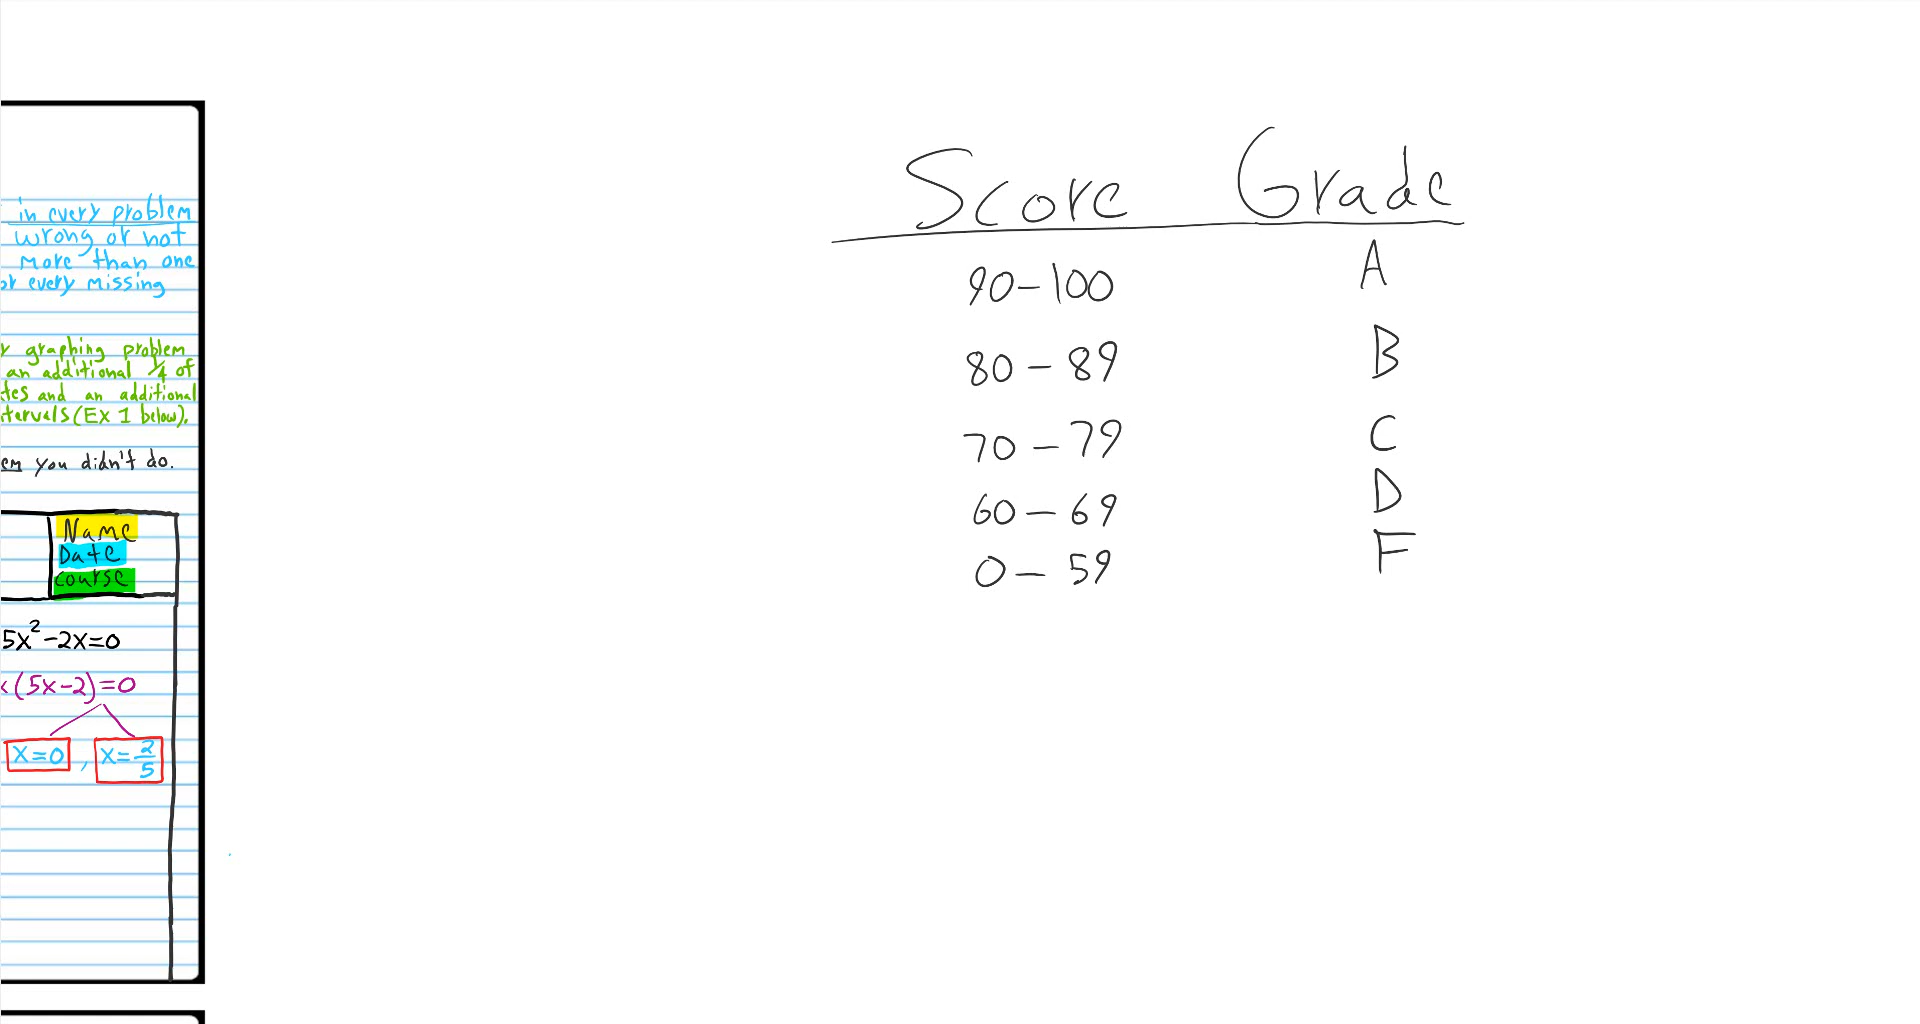 in every problem
wrong or not
more than one
or every missing
graphing problem
an additional 1/4 of
tes and an additional
tervals (Ex 1 below).
em you didn't do.
Name
Date
course
5x²-2x=0
x(5x-2)=0
x=0 , x=2/5
Score Grade
90-100 A
80-89 B
70-79 C
60-69 D
0-59 F